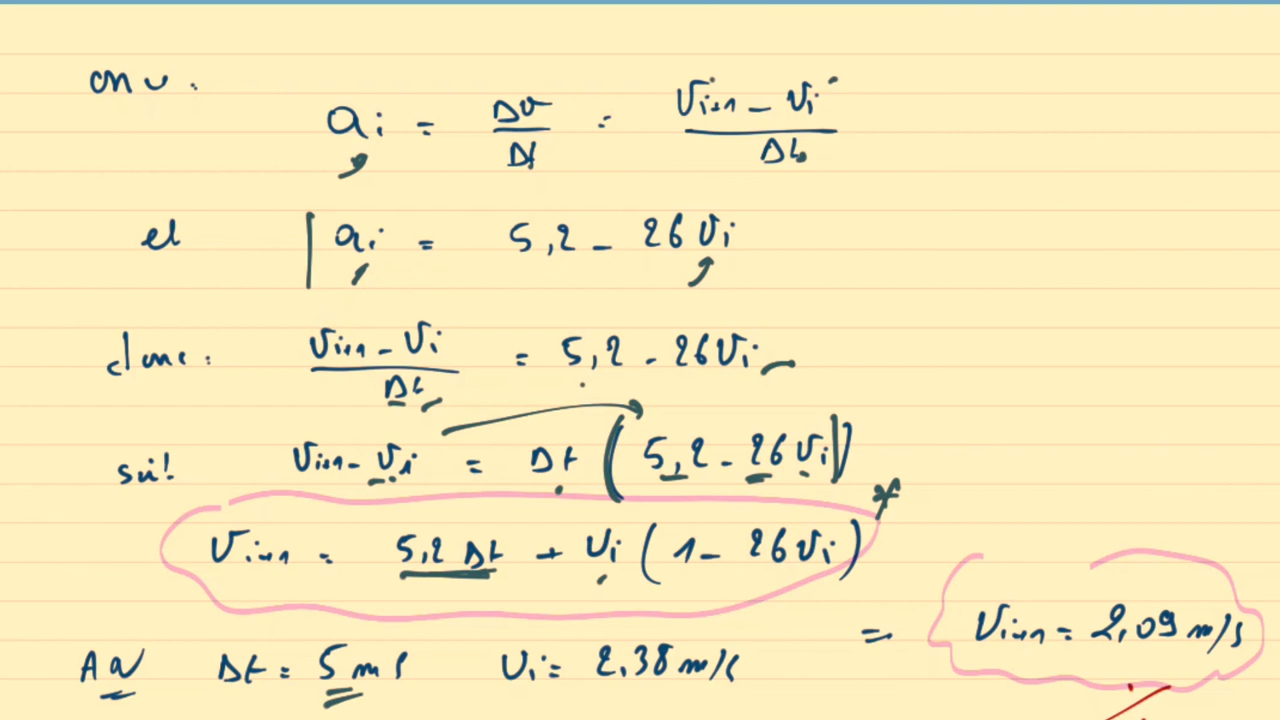 on u :
ai = Δv/Δt = (Vi+1 - Vi)/Δt
et | ai = 5,2 - 26 Vi
donc : (Vi+1 - Vi)/Δt = 5,2 - 26 Vi
Vi+1 - Vi = Δt (5,2 - 26 Vi)
Vi+1 = 5,2 Δt + Vi (1 - 26 Vi) *
= Vi+1 = 2,09 m/s
AN Δt = 5 ms Vi = 2,38 m/s